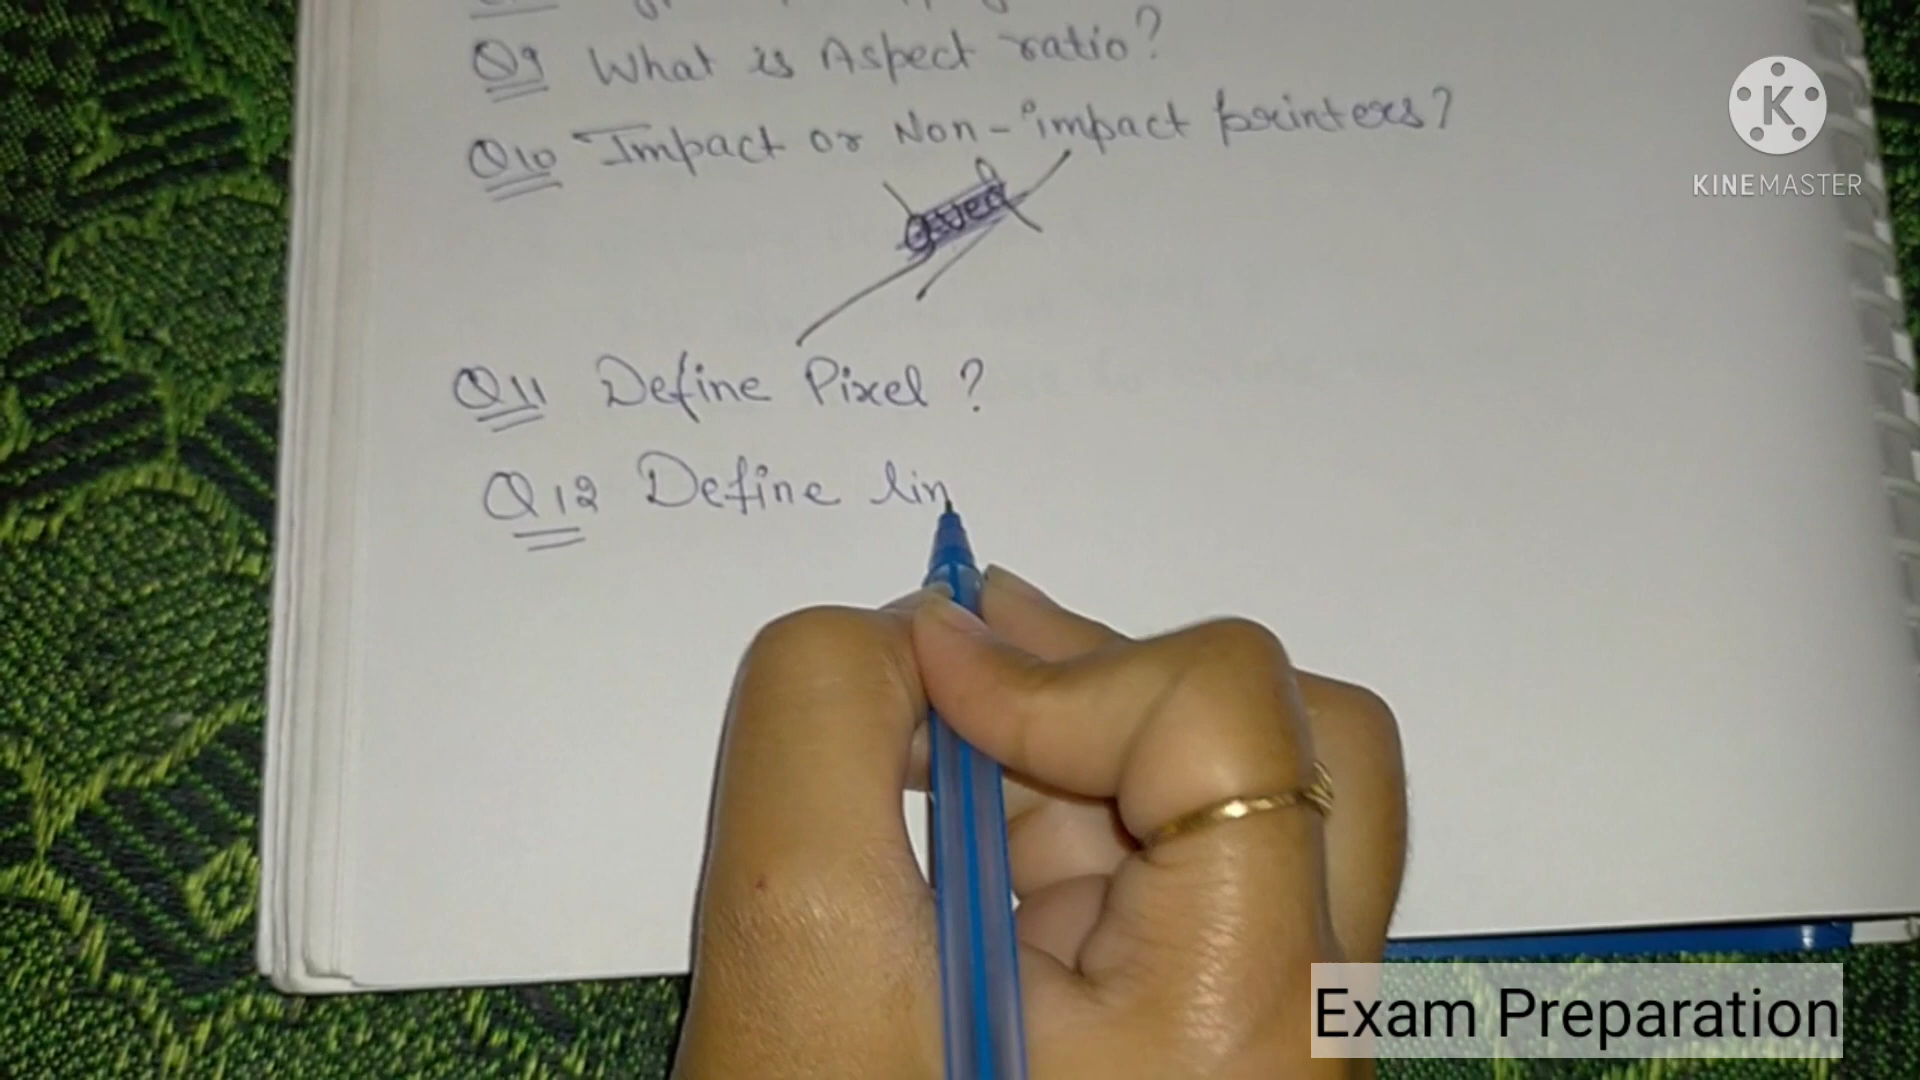 Q9 What is Aspect ratio?
Q10 Impact or Non-impact printers?
Q11 Define Pixel ?
Q12 Define lin
KINEMASTER
Exam Preparation